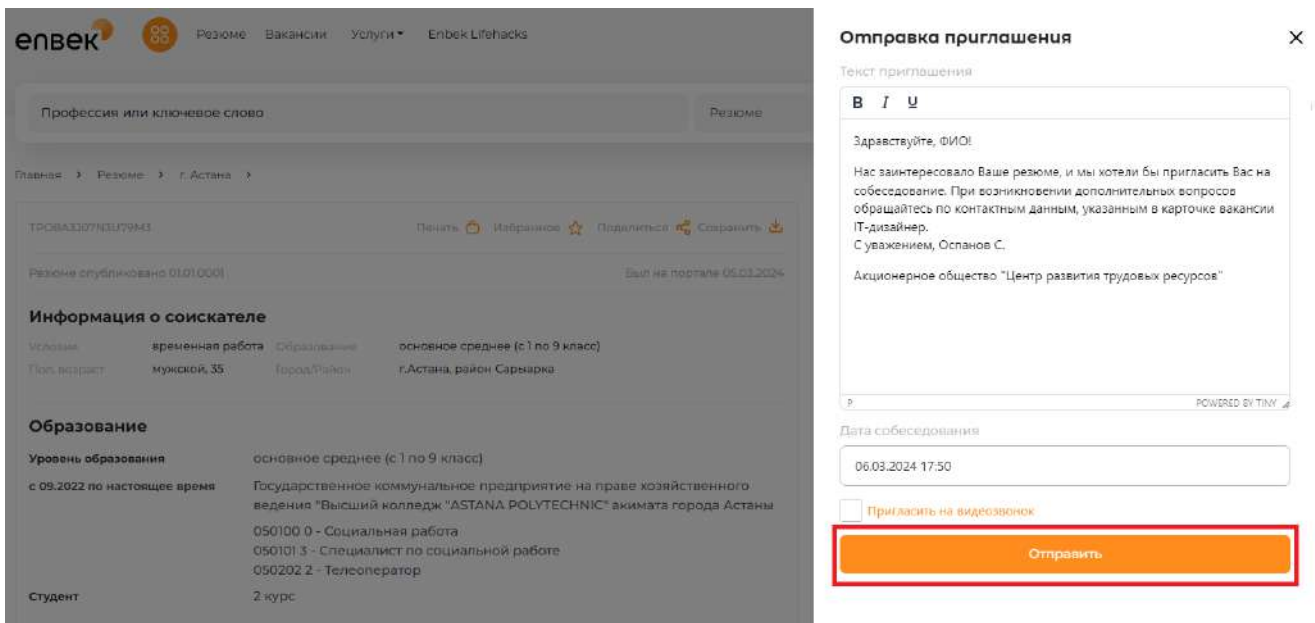 enвек
Резюме Вакансии Услуги Enbek Lifehacks
Профессия или ключевое слово Резюме
Главная > Резюме > г. Астана >
Печать Избранное Поделиться Сохранить
Резюме опубликовано 01.01.0001 Был на портале 05.03.2024
Информация о соискателе
Условия временная работа Образование основное среднее (с 1 по 9 класс)
Пол, возраст мужской, 35 Город/Район г.Астана, район Сарыарка
Образование
Уровень образования основное среднее (с 1 по 9 класс)
с 09.2022 по настоящее время Государственное коммунальное предприятие на праве хозяйственного
ведения "Высший колледж "ASTANA POLYTECHNIC" акимата города Астаны
050100 0 - Социальная работа
050101 3 - Специалист по социальной работе
050202 2 - Телеоператор
Студент 2 курс
Отправка приглашения
Текст приглашения
B I U
Здравствуйте, ФИО!
Нас заинтересовало Ваше резюме, и мы хотели бы пригласить Вас на
собеседование. При возникновении дополнительных вопросов
обращайтесь по контактным данным, указанным в карточке вакансии
IT-дизайнер.
С уважением, Оспанов С.
Акционерное общество "Центр развития трудовых ресурсов"
P POWERED BY TINY
Дата собеседования
06.03.2024 17:50
Пригласить на видеозвонок
Отправить